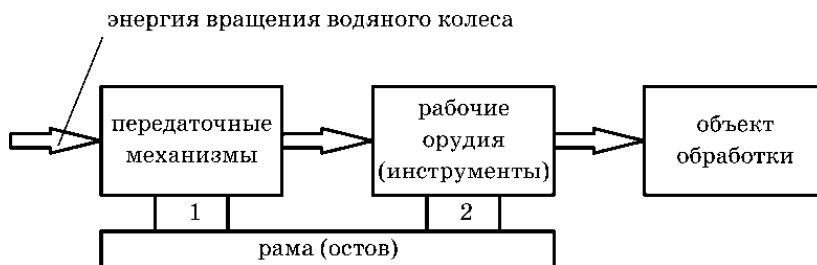 энергия вращения водяного колеса
передаточные
механизмы
рабочие
орудия
(инструменты)
объект
обработки
1
2
рама (остов)